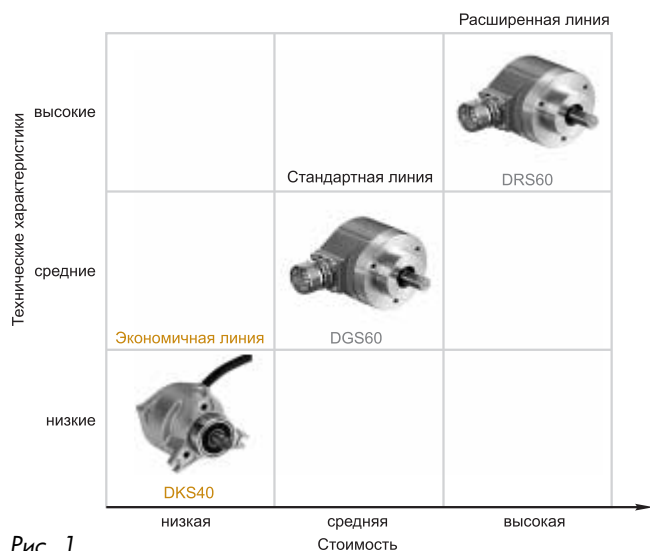 Расширенная линия
Технические характеристики
высокие
Стандартная линия
DRS60
средние
Экономичная линия
DGS60
низкие
DKS40
низкая
средняя
высокая
Стоимость
Рис. 1